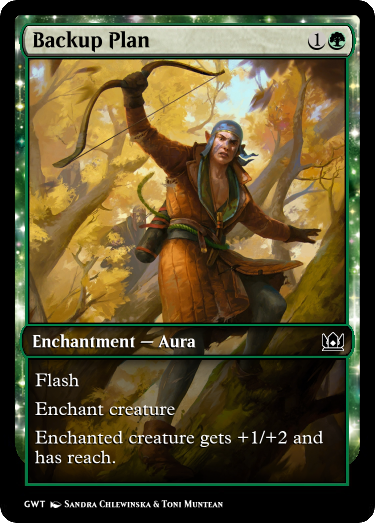 Backup Plan 1
Enchantment — Aura
Flash
Enchant creature
Enchanted creature gets +1/+2 and
has reach.
GWT Sandra Chlewinska & Toni Muntean